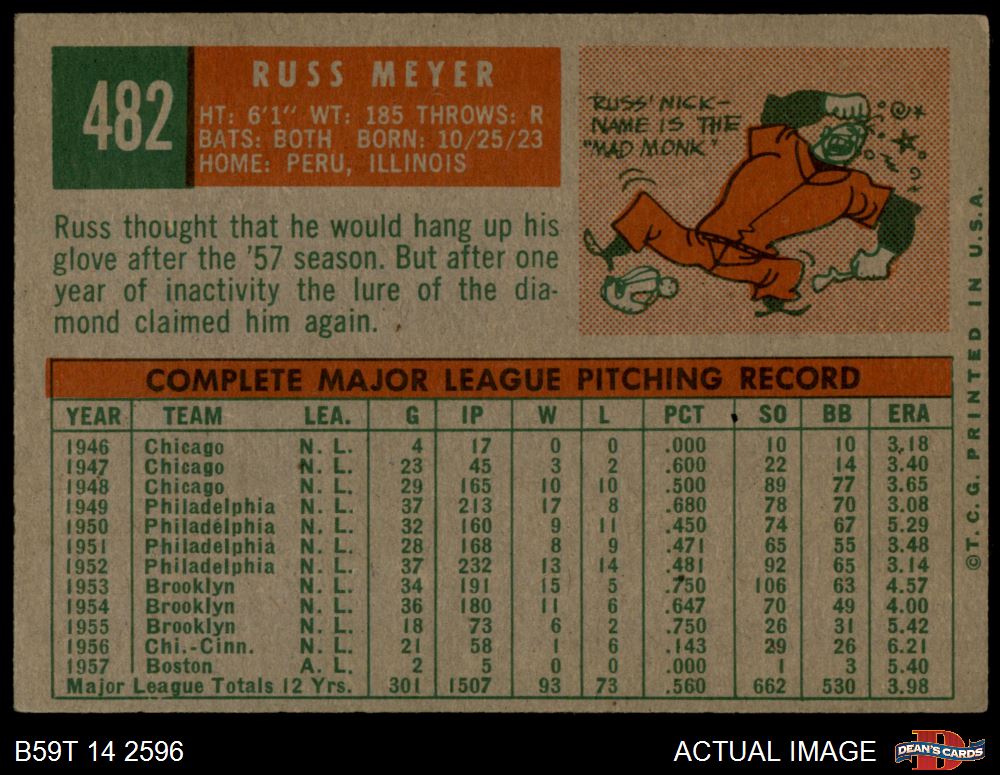 482
RUSS MEYER
HT: 6'1" WT: 185 THROWS: R
BATS: BOTH BORN: 10/25/23
HOME: PERU, ILLINOIS
RUSS' NICK-
NAME IS THE
"MAD MONK"
Russ thought that he would hang up his
glove after the '57 season. But after one
year of inactivity the lure of the dia-
mond claimed him again.
COMPLETE MAJOR LEAGUE PITCHING RECORD
YEAR TEAM LEA. G IP W L PCT SO BB ERA
1946 Chicago N. L. 4 17 0 0 .000 10 10 3.18
1947 Chicago N. L. 23 45 3 2 .600 22 14 3.40
1948 Chicago N. L. 29 165 10 10 .500 89 77 3.65
1949 Philadelphia N. L. 37 213 17 8 .680 78 70 3.08
1950 Philadelphia N. L. 32 160 9 11 .450 74 67 5.29
1951 Philadelphia N. L. 28 168 8 9 .471 65 55 3.48
1952 Philadelphia N. L. 37 232 13 14 .481 92 65 3.14
1953 Brooklyn N. L. 34 191 15 5 .750 106 63 4.57
1954 Brooklyn N. L. 36 180 11 6 .647 70 49 4.00
1955 Brooklyn N. L. 18 73 6 2 .750 26 31 5.42
1956 Chi.-Cinn. N. L. 21 58 1 6 .143 29 26 6.21
1957 Boston A. L. 2 5 0 0 .000 1 3 5.40
Major League Totals 12 Yrs. 301 1507 93 73 .560 662 530 3.98
©T. C. G. PRINTED IN U.S.A.
B59T 14 2596
ACTUAL IMAGE
D
DEAN'S CARDS